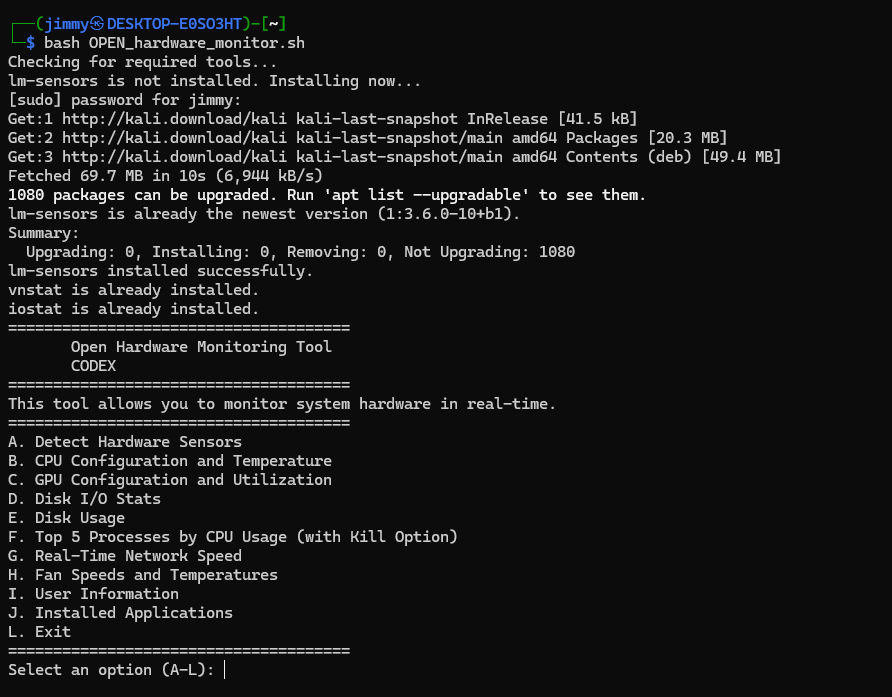 ┌──(jimmy㉿DESKTOP-E0SO3HT)-[~]
└─$ bash OPEN_hardware_monitor.sh
Checking for required tools...
lm-sensors is not installed. Installing now...
[sudo] password for jimmy:
Get:1 http://kali.download/kali kali-last-snapshot InRelease [41.5 kB]
Get:2 http://kali.download/kali kali-last-snapshot/main amd64 Packages [20.3 MB]
Get:3 http://kali.download/kali kali-last-snapshot/main amd64 Contents (deb) [49.4 MB]
Fetched 69.7 MB in 10s (6,944 kB/s)
1080 packages can be upgraded. Run 'apt list --upgradable' to see them.
lm-sensors is already the newest version (1:3.6.0-10+b1).
Summary:
  Upgrading: 0, Installing: 0, Removing: 0, Not Upgrading: 1080
lm-sensors installed successfully.
vnstat is already installed.
iostat is already installed.
======================================
       Open Hardware Monitoring Tool
       CODEX
======================================
This tool allows you to monitor system hardware in real-time.
======================================
A. Detect Hardware Sensors
B. CPU Configuration and Temperature
C. GPU Configuration and Utilization
D. Disk I/O Stats
E. Disk Usage
F. Top 5 Processes by CPU Usage (with Kill Option)
G. Real-Time Network Speed
H. Fan Speeds and Temperatures
I. User Information
J. Installed Applications
L. Exit
======================================
Select an option (A-L):